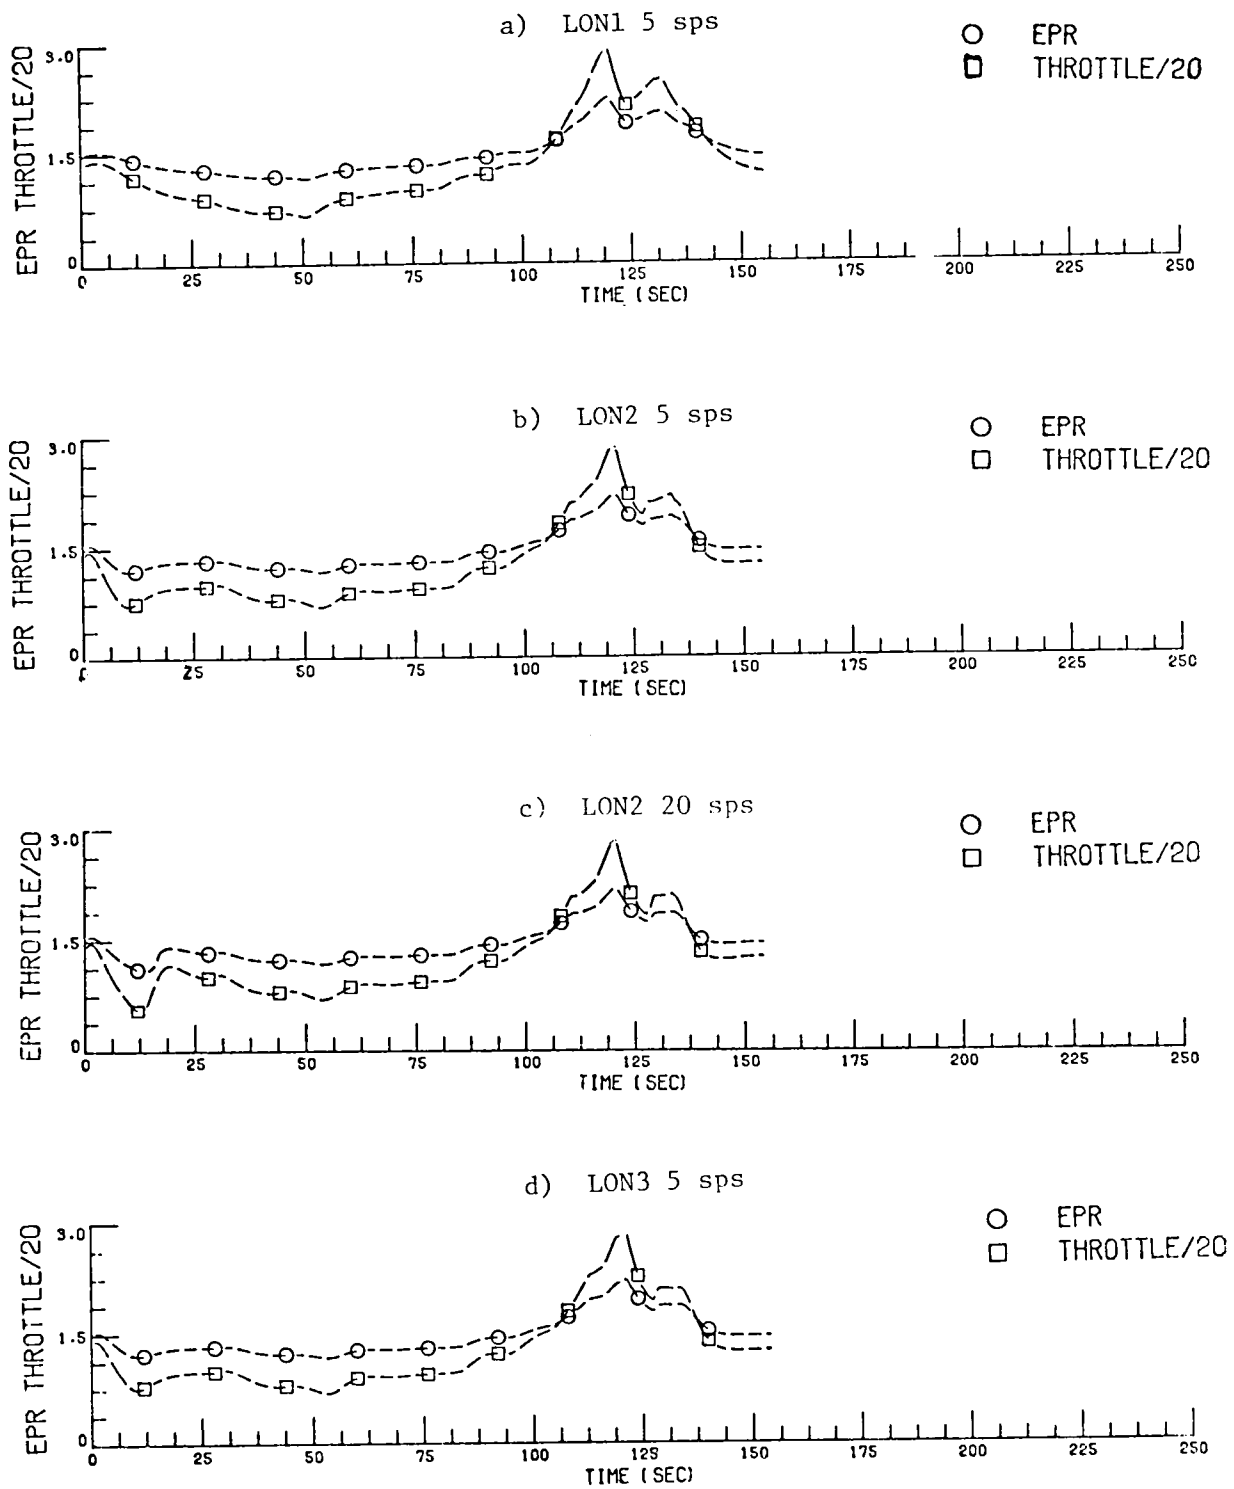 a) LON1 5 sps
EPR
THROTTLE/20
EPR THROTTLE/20
3.0
1.5
0
0 25 50 75 100 125 150 175 200 225 250
TIME (SEC)
b) LON2 5 sps
EPR
THROTTLE/20
EPR THROTTLE/20
3.0
1.5
0
25 50 75 100 125 150 175 200 225 250
TIME (SEC)
c) LON2 20 sps
EPR
THROTTLE/20
EPR THROTTLE/20
3.0
1.5
0
0 25 50 75 100 125 150 175 200 225 250
TIME (SEC)
d) LON3 5 sps
EPR
THROTTLE/20
EPR THROTTLE/20
3.0
1.5
0
0 25 50 75 100 125 150 175 200 225 250
TIME (SEC)